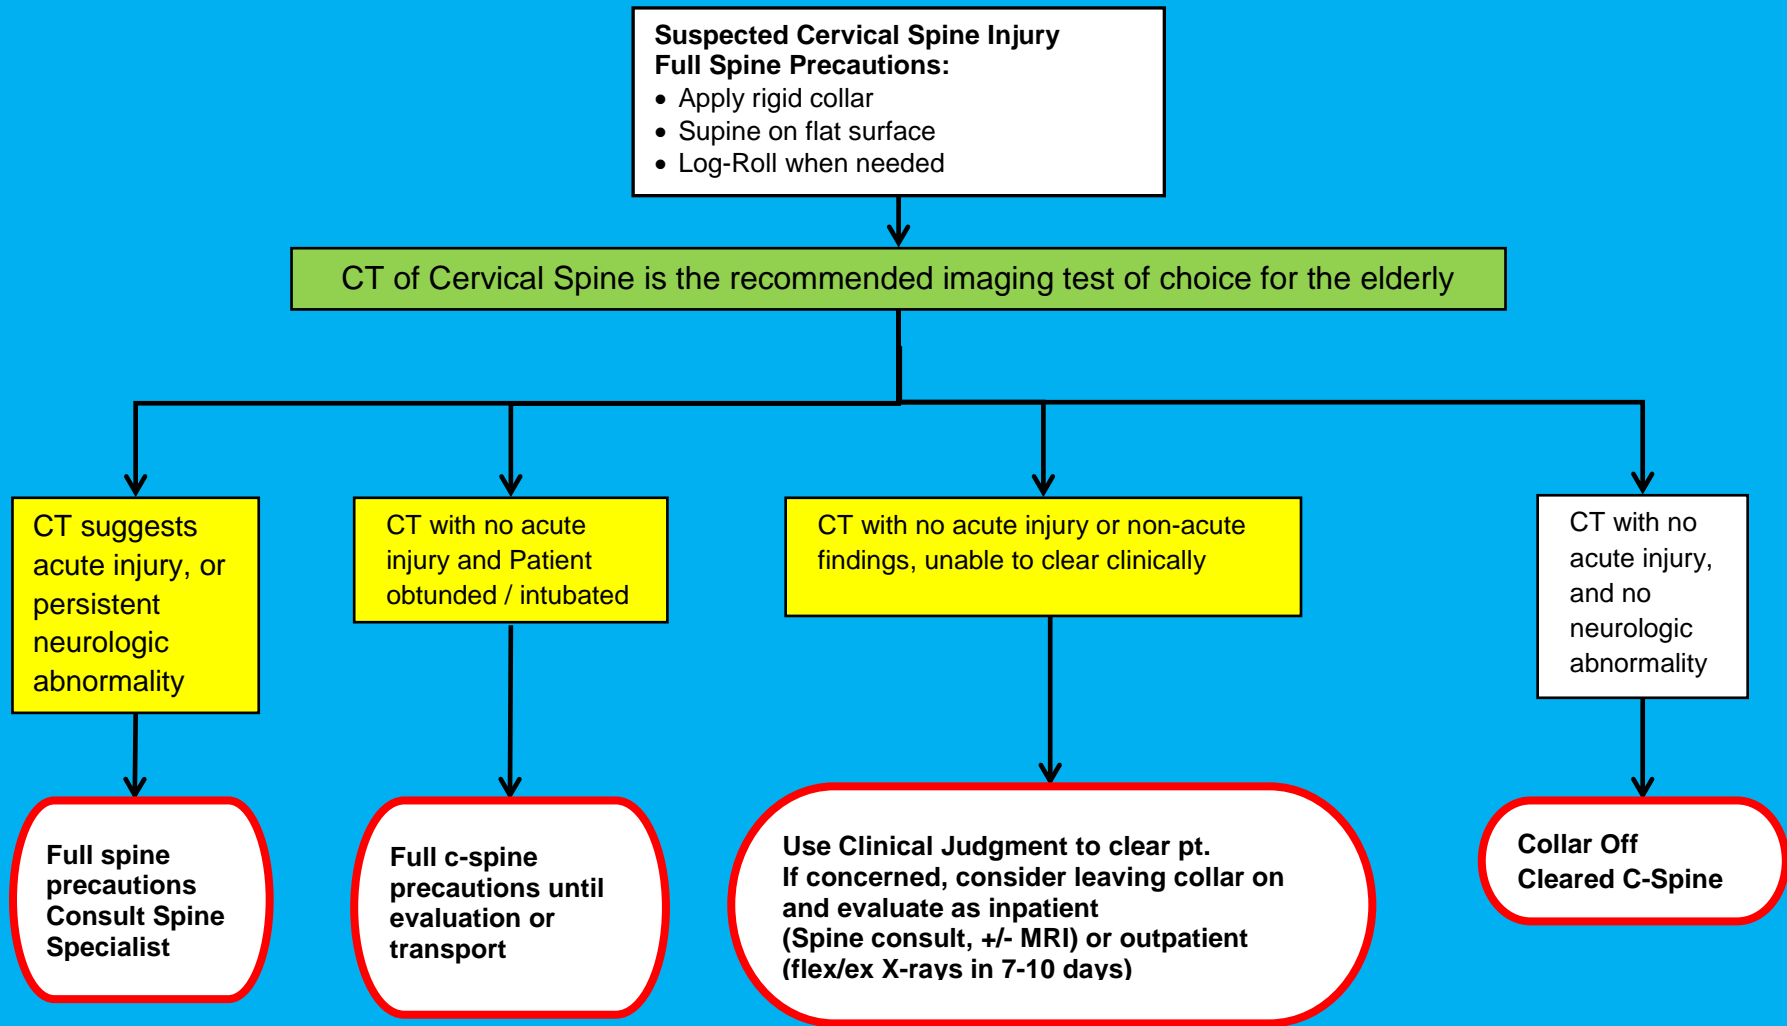 Suspected Cervical Spine Injury
Full Spine Precautions:
• Apply rigid collar
• Supine on flat surface
• Log-Roll when needed
CT of Cervical Spine is the recommended imaging test of choice for the elderly
CT suggests
acute injury, or
persistent
neurologic
abnormality
CT with no acute
injury and Patient
obtunded / intubated
CT with no acute injury or non-acute
findings, unable to clear clinically
CT with no
acute injury,
and no
neurologic
abnormality
Full spine
precautions
Consult Spine
Specialist
Full c-spine
precautions until
evaluation or
transport
Use Clinical Judgment to clear pt.
If concerned, consider leaving collar on
and evaluate as inpatient
(Spine consult, +/- MRI) or outpatient
(flex/ex X-rays in 7-10 days)
Collar Off
Cleared C-Spine